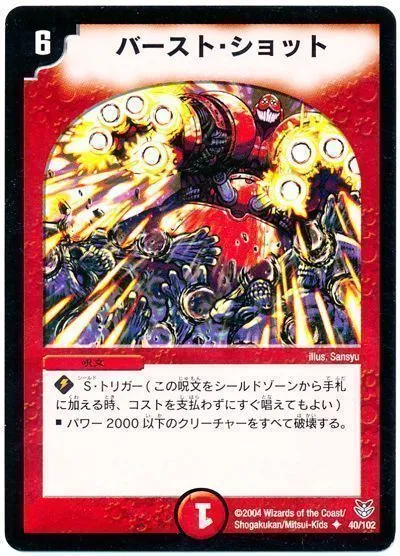 6
バースト・ショット
illus. Sansyu
呪文
S・トリガー(この呪文をシールドゾーンから手札
に加える時、コストを支払わずにすぐ唱えてもよい)
■ パワー2000以下のクリーチャーをすべて破壊する。
1
©2004 Wizards of the Coast/
Shogakukan/Mitsui-Kids ✦ 40/102